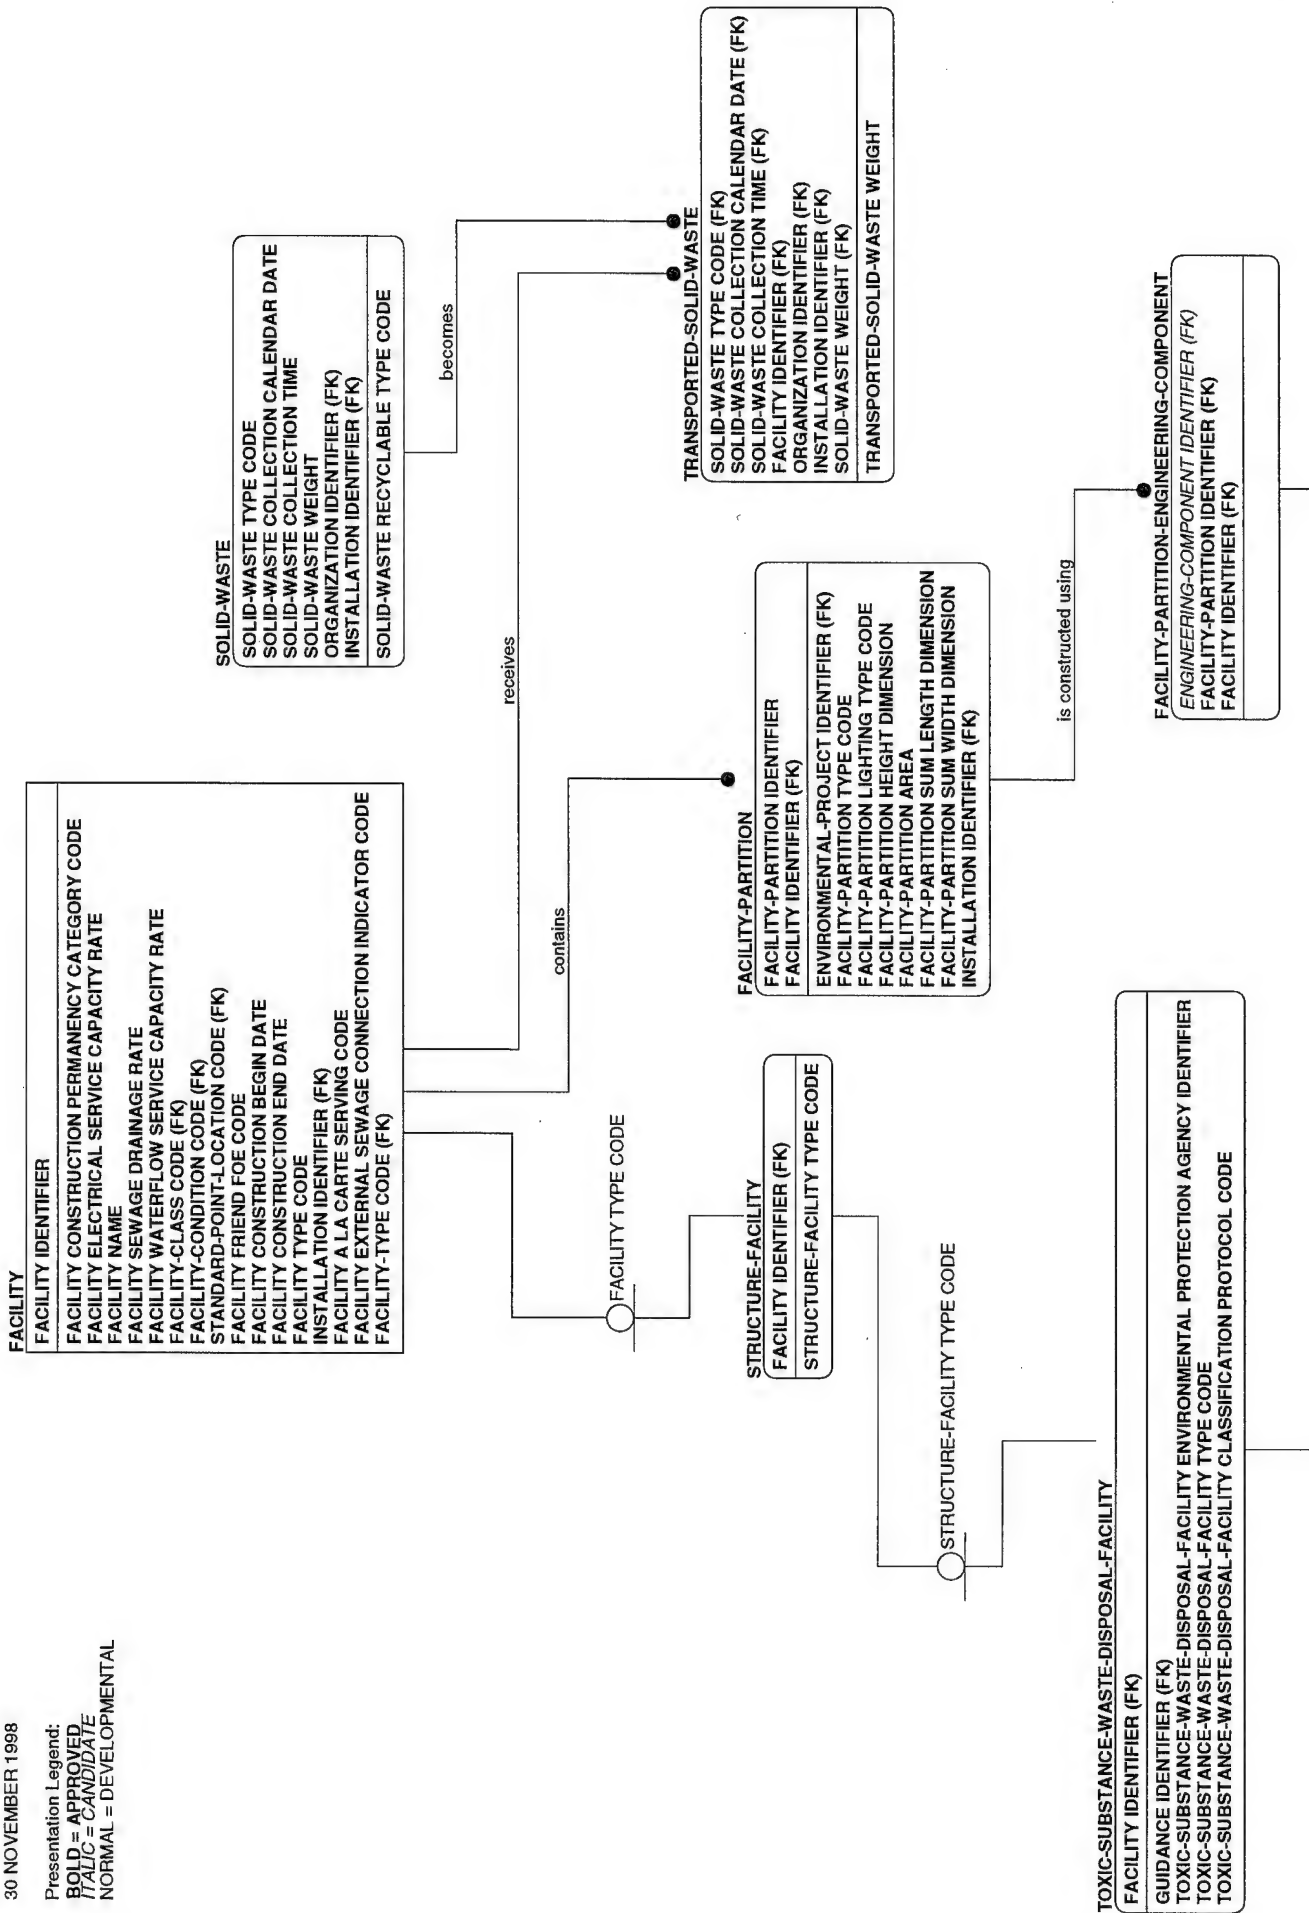 30 NOVEMBER 1998
Presentation Legend:
BOLD = APPROVED
ITALIC = CANDIDATE
NORMAL = DEVELOPMENTAL
FACILITY
FACILITY IDENTIFIER
FACILITY CONSTRUCTION PERMANENCY CATEGORY CODE
FACILITY ELECTRICAL SERVICE CAPACITY RATE
FACILITY NAME
FACILITY SEWAGE DRAINAGE RATE
FACILITY WATERFLOW SERVICE CAPACITY RATE
FACILITY-CLASS CODE (FK)
FACILITY-CONDITION CODE (FK)
STANDARD-POINT-LOCATION CODE (FK)
FACILITY FRIEND FOE CODE
FACILITY CONSTRUCTION BEGIN DATE
FACILITY CONSTRUCTION END DATE
FACILITY TYPE CODE
INSTALLATION IDENTIFIER (FK)
FACILITY A LA CARTE SERVING CODE
FACILITY EXTERNAL SEWAGE CONNECTION INDICATOR CODE
FACILITY-TYPE CODE (FK)
SOLID-WASTE
SOLID-WASTE TYPE CODE
SOLID-WASTE COLLECTION CALENDAR DATE
SOLID-WASTE COLLECTION TIME
SOLID-WASTE WEIGHT
ORGANIZATION IDENTIFIER (FK)
INSTALLATION IDENTIFIER (FK)
SOLID-WASTE RECYCLABLE TYPE CODE
becomes
receives
contains
FACILITY TYPE CODE
TRANSPORTED-SOLID-WASTE
SOLID-WASTE TYPE CODE (FK)
SOLID-WASTE COLLECTION CALENDAR DATE (FK)
SOLID-WASTE COLLECTION TIME (FK)
FACILITY IDENTIFIER (FK)
ORGANIZATION IDENTIFIER (FK)
INSTALLATION IDENTIFIER (FK)
SOLID-WASTE WEIGHT (FK)
TRANSPORTED-SOLID-WASTE WEIGHT
STRUCTURE-FACILITY
FACILITY IDENTIFIER (FK)
STRUCTURE-FACILITY TYPE CODE
FACILITY-PARTITION
FACILITY-PARTITION IDENTIFIER
FACILITY IDENTIFIER (FK)
ENVIRONMENTAL-PROJECT IDENTIFIER (FK)
FACILITY-PARTITION TYPE CODE
FACILITY-PARTITION LIGHTING TYPE CODE
FACILITY-PARTITION HEIGHT DIMENSION
FACILITY-PARTITION AREA
FACILITY-PARTITION SUM LENGTH DIMENSION
FACILITY-PARTITION SUM WIDTH DIMENSION
INSTALLATION IDENTIFIER (FK)
STRUCTURE-FACILITY TYPE CODE
is constructed using
TOXIC-SUBSTANCE-WASTE-DISPOSAL-FACILITY
FACILITY IDENTIFIER (FK)
GUIDANCE IDENTIFIER (FK)
TOXIC-SUBSTANCE-WASTE-DISPOSAL-FACILITY ENVIRONMENTAL PROTECTION AGENCY IDENTIFIER
TOXIC-SUBSTANCE-WASTE-DISPOSAL-FACILITY TYPE CODE
TOXIC-SUBSTANCE-WASTE-DISPOSAL-FACILITY CLASSIFICATION PROTOCOL CODE
FACILITY-PARTITION-ENGINEERING-COMPONENT
ENGINEERING-COMPONENT IDENTIFIER (FK)
FACILITY-PARTITION IDENTIFIER (FK)
FACILITY IDENTIFIER (FK)